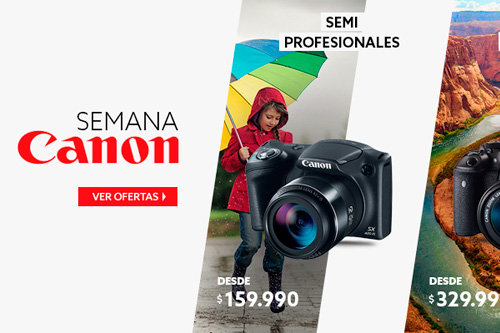 SEMANA
Canon
VER OFERTAS
SEMI
PROFESIONALES
Canon
SX
DESDE
$159.990
DESDE
$329.99